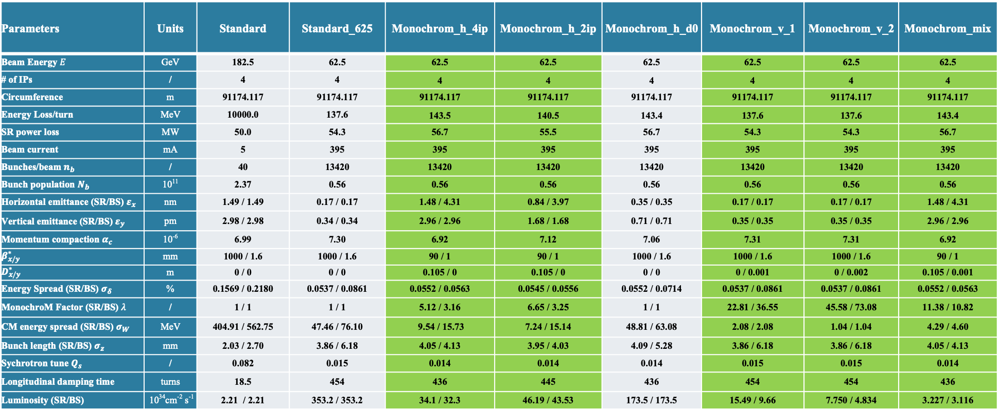 Parameters Units Standard Standard_625 Monochrom_h_4ip Monochrom_h_2ip Monochrom_h_d0 Monochrom_v_1 Monochrom_v_2 Monochrom_mix
Beam Energy E GeV 182.5 62.5 62.5 62.5 62.5 62.5 62.5 62.5
# of IPs / 4 4 4 4 4 4 4 4
Circumference m 91174.117 91174.117 91174.117 91174.117 91174.117 91174.117 91174.117 91174.117
Energy Loss/turn MeV 10000.0 137.6 143.5 140.5 143.4 137.6 137.6 143.4
SR power loss MW 50.0 54.3 56.7 55.5 56.7 54.3 54.3 56.7
Beam current mA 5 395 395 395 395 395 395 395
Bunches/beam n_b / 40 13420 13420 13420 13420 13420 13420 13420
Bunch population N_b 10^11 2.37 0.56 0.56 0.56 0.56 0.56 0.56 0.56
Horizontal emittance (SR/BS) ε_x nm 1.49 / 1.49 0.17 / 0.17 1.48 / 4.31 0.84 / 3.97 0.35 / 0.35 0.17 / 0.17 0.17 / 0.17 1.48 / 4.31
Vertical emittance (SR/BS) ε_y pm 2.98 / 2.98 0.34 / 0.34 2.96 / 2.96 1.68 / 1.68 0.71 / 0.71 0.35 / 0.35 0.35 / 0.35 2.96 / 2.96
Momentum compaction α_c 10^-6 6.99 7.30 6.92 7.12 7.06 7.31 7.31 6.92
β*_x/y mm 1000 / 1.6 1000 / 1.6 90 / 1 90 / 1 1000 / 1.6 1000 / 1.6 1000 / 1.6 90 / 1
D*_x/y m 0 / 0 0 / 0 0.105 / 0 0.105 / 0 0 / 0 0 / 0.001 0 / 0.002 0.105 / 0.001
Energy Spread (SR/BS) σ_δ % 0.1569 / 0.2180 0.0537 / 0.0861 0.0552 / 0.0563 0.0545 / 0.0556 0.0552 / 0.0714 0.0537 / 0.0861 0.0537 / 0.0861 0.0552 / 0.0563
MonochroM Factor (SR/BS) λ / 1 / 1 1 / 1 5.12 / 3.16 6.65 / 3.25 1 / 1 22.81 / 36.55 45.58 / 73.08 11.38 / 10.82
CM energy spread (SR/BS) σ_W MeV 404.91 / 562.75 47.46 / 76.10 9.54 / 15.73 7.24 / 15.14 48.81 / 63.08 2.08 / 2.08 1.04 / 1.04 4.29 / 4.60
Bunch length (SR/BS) σ_z mm 2.03 / 2.70 3.86 / 6.18 4.05 / 4.13 3.95 / 4.03 4.09 / 5.28 3.86 / 6.18 3.86 / 6.18 4.05 / 4.13
Sychrotron tune Q_s / 0.082 0.015 0.014 0.014 0.014 0.015 0.015 0.014
Longitudinal damping time turns 18.5 454 436 445 436 454 454 436
Luminosity (SR/BS) 10^34cm^-2 s^-1 2.21 / 2.21 353.2 / 353.2 34.1 / 32.3 46.19 / 43.53 173.5 / 173.5 15.49 / 9.66 7.750 / 4.834 3.227 / 3.116